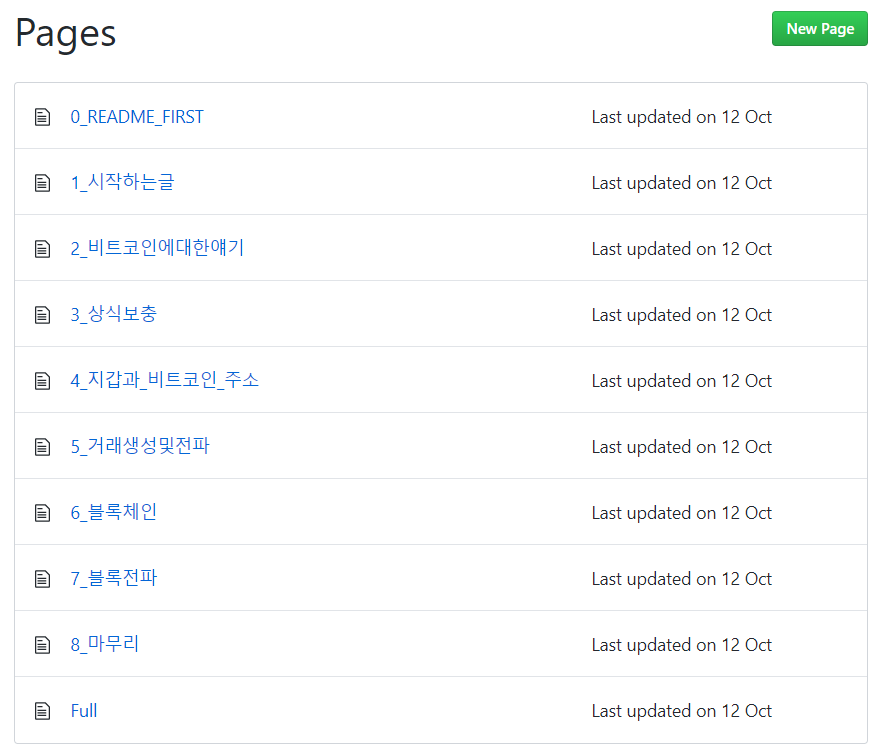 Pages
New Page
0_README_FIRST Last updated on 12 Oct
1_시작하는글 Last updated on 12 Oct
2_비트코인에대한얘기 Last updated on 12 Oct
3_상식보충 Last updated on 12 Oct
4_지갑과_비트코인_주소 Last updated on 12 Oct
5_거래생성및전파 Last updated on 12 Oct
6_블록체인 Last updated on 12 Oct
7_블록전파 Last updated on 12 Oct
8_마무리 Last updated on 12 Oct
Full Last updated on 12 Oct